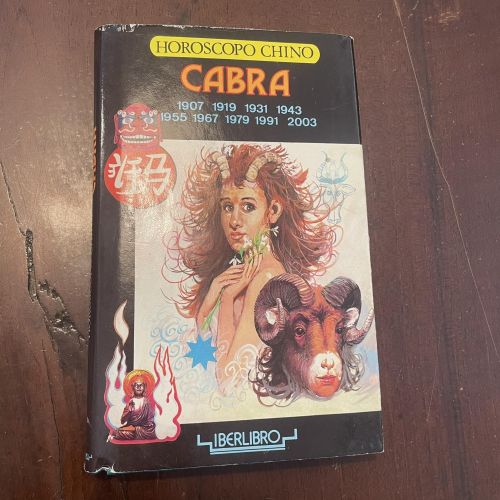 HOROSCOPO CHINO
CABRA
1907 1919 1931 1943
1955 1967 1979 1991 2003
IBERLIBRO